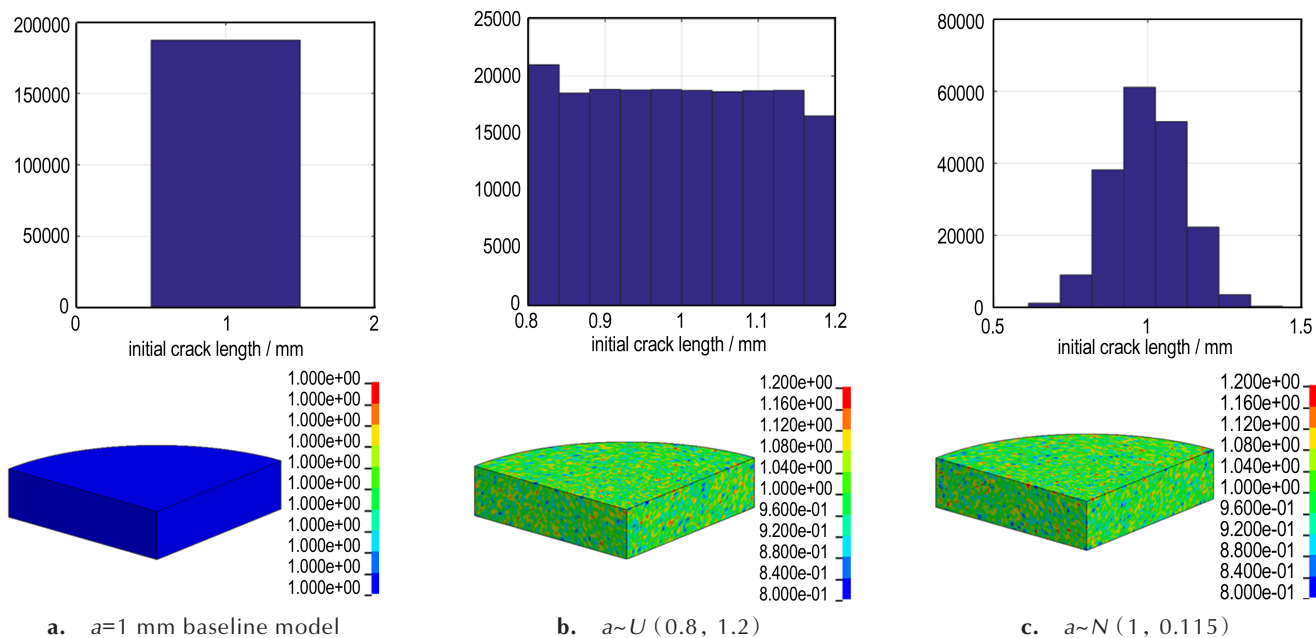 200000
150000
100000
50000
0
0 1 2
initial crack length / mm
25000
20000
15000
10000
5000
0
0.8 0.9 1 1.1 1.2
initial crack length / mm
80000
60000
40000
20000
0
0.5 1 1.5
initial crack length / mm
1.000e+00
1.000e+00
1.000e+00
1.000e+00
1.000e+00
1.000e+00
1.000e+00
1.000e+00
1.000e+00
1.000e+00
1.000e+00
1.200e+00
1.160e+00
1.120e+00
1.080e+00
1.040e+00
1.000e+00
9.600e-01
9.200e-01
8.800e-01
8.400e-01
8.000e-01
1.200e+00
1.160e+00
1.120e+00
1.080e+00
1.040e+00
1.000e+00
9.600e-01
9.200e-01
8.800e-01
8.400e-01
8.000e-01
a. a=1 mm baseline model
b. a~U (0.8, 1.2)
c. a~N (1, 0.115)